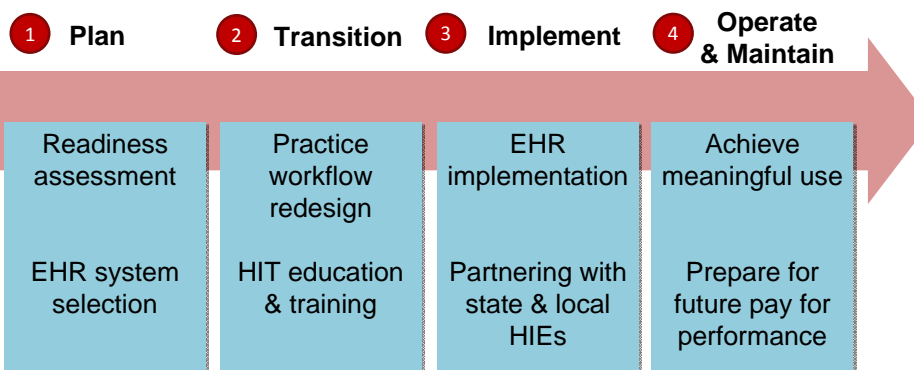 1 Plan
2 Transition
3 Implement
4 Operate
& Maintain
Readiness
assessment
EHR system
selection
Practice
workflow
redesign
HIT education
& training
EHR
implementation
Partnering with
state & local
HIEs
Achieve
meaningful use
Prepare for
future pay for
performance